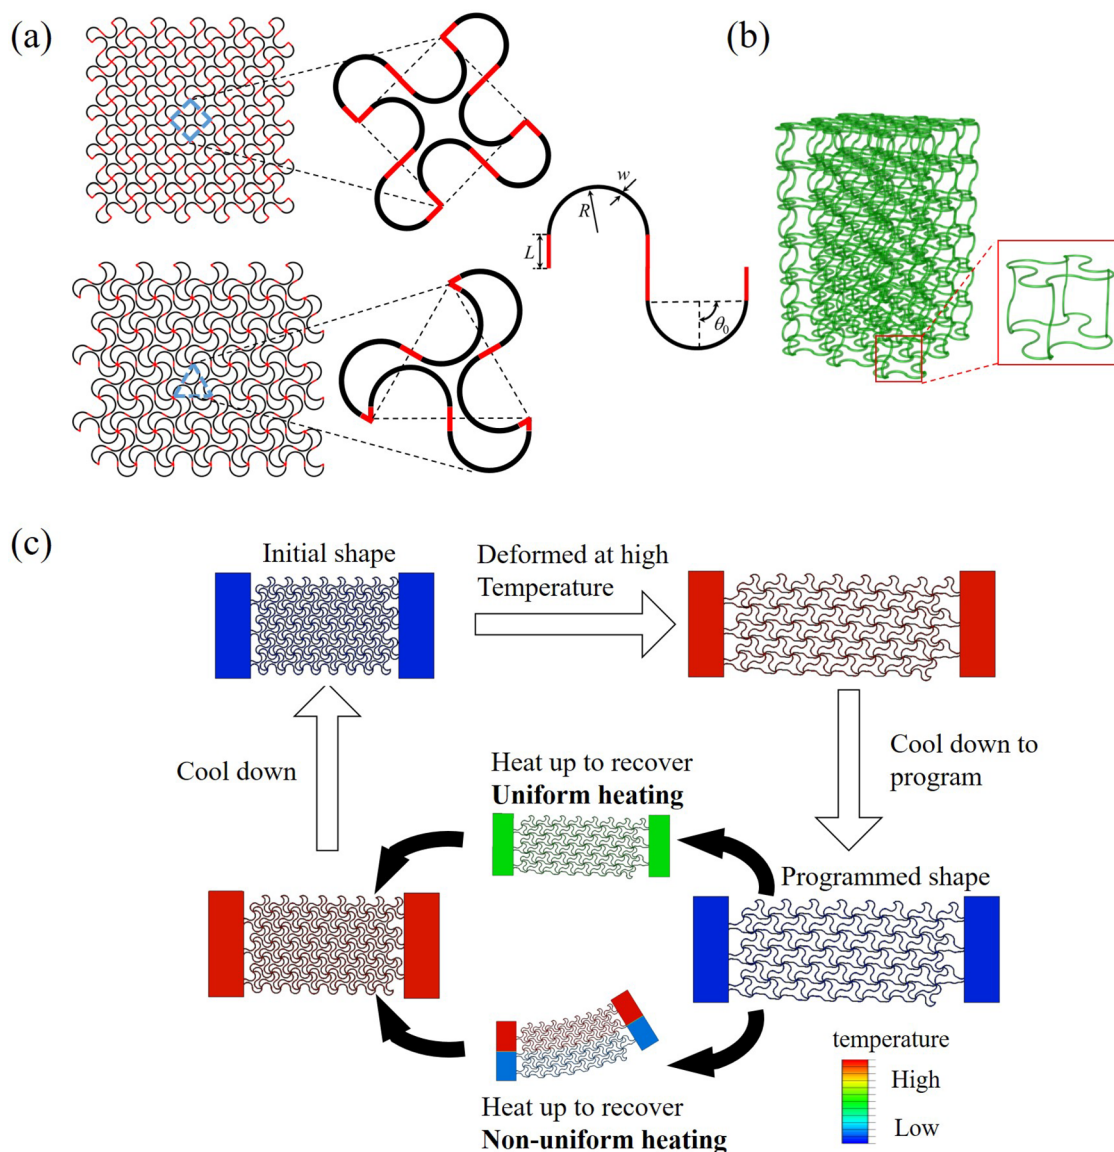 (a)
(b)
w
R
L
θ₀
(c)
Initial shape
Deformed at high
Temperature
Cool down
Heat up to recover
Uniform heating
Cool down to
program
Programmed shape
Heat up to recover
Non-uniform heating
temperature
High
Low